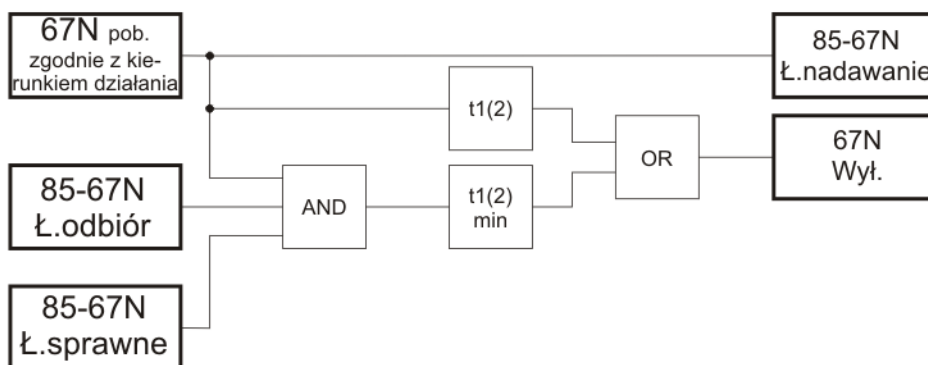 67N pob.
zgodnie z kie-
runkiem działania
85-67N
Ł.nadawanie
t1(2)
OR
67N
Wył.
85-67N
Ł.odbiór
AND
t1(2)
min
85-67N
Ł.sprawne